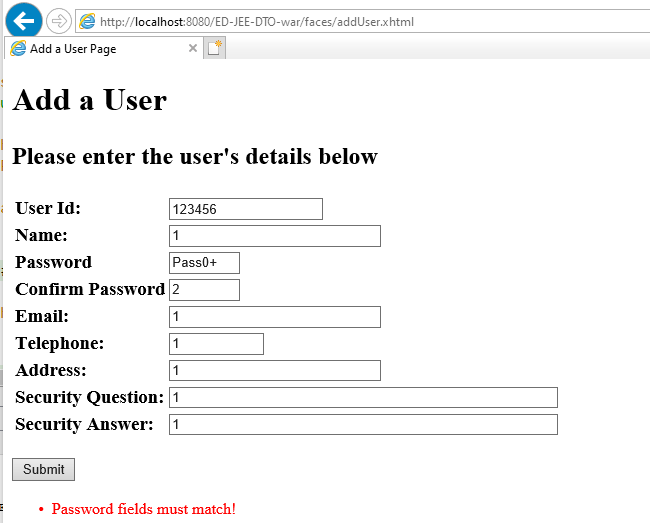 http://localhost:8080/ED-JEE-DTO-war/faces/addUser.xhtml
Add a User Page
Add a User
Please enter the user's details below
User Id: 123456
Name: 1
Password Pass0+
Confirm Password 2
Email: 1
Telephone: 1
Address: 1
Security Question: 1
Security Answer: 1
Submit
• Password fields must match!